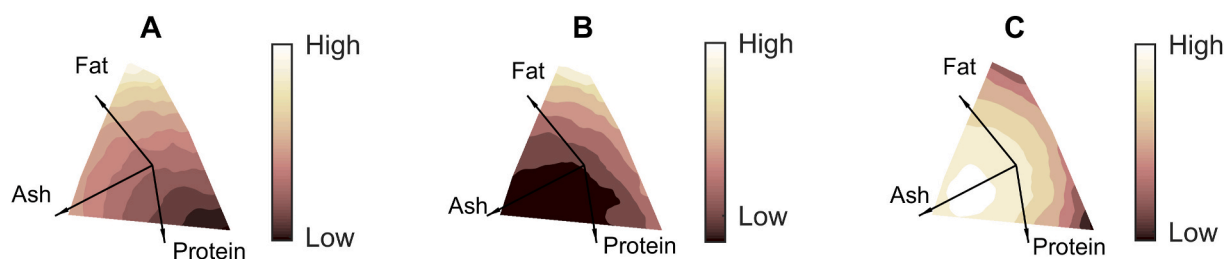 A
High
Fat
Ash
Low
Protein
B
High
Fat
Ash
Low
Protein
C
High
Fat
Ash
Low
Protein